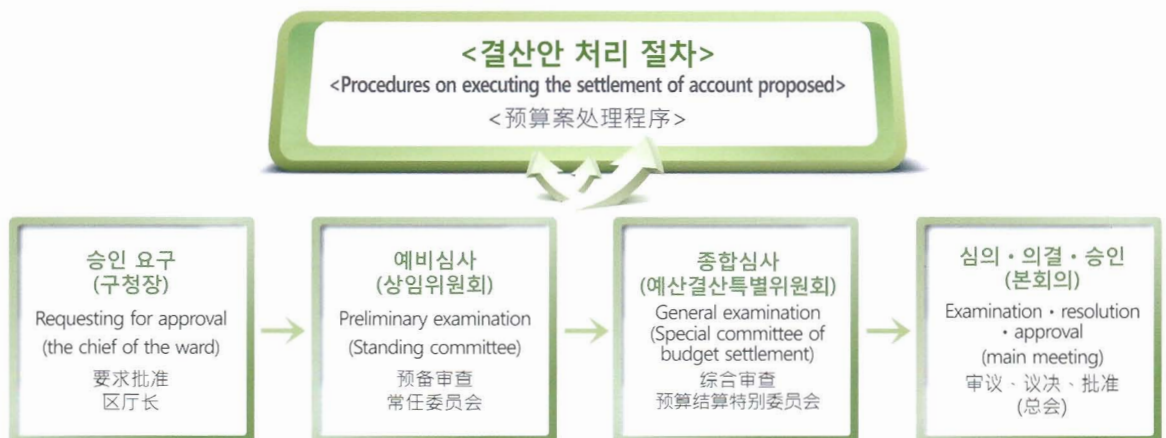 <결산안 처리 절차>
<Procedures on executing the settlement of account proposed>
<预算案处理程序>
승인 요구
(구청장)
Requesting for approval
(the chief of the ward)
要求批准
区厅长
예비심사
(상임위원회)
Preliminary examination
(Standing committee)
预备审查
常任委员会
종합심사
(예산결산특별위원회)
General examination
(Special committee of
budget settlement)
综合审查
预算结算特别委员会
심의・의결・승인
(본회의)
Examination・resolution
・approval
(main meeting)
审议、议决、批准
(总会)